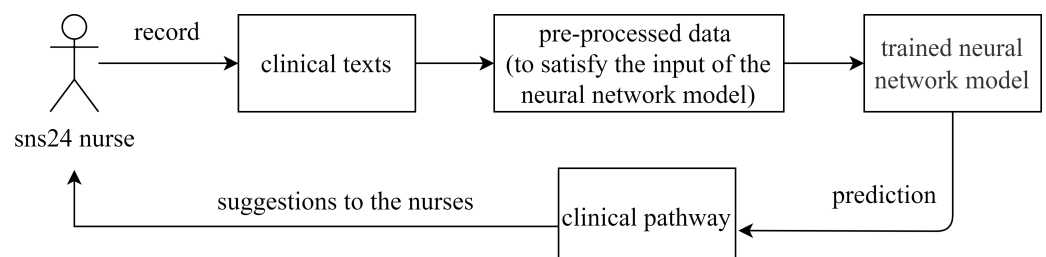 record
sns24 nurse
clinical texts
pre-processed data
(to satisfy the input of the
neural network model)
trained neural
network model
prediction
clinical pathway
suggestions to the nurses